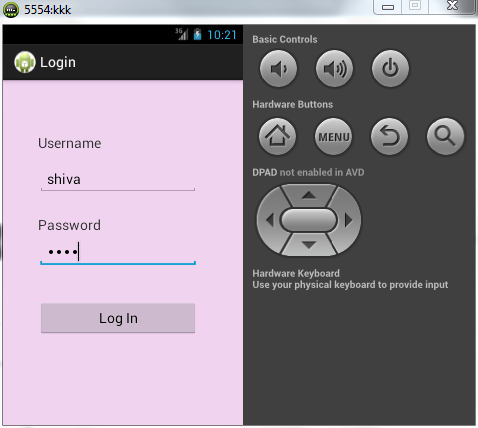 5554:kkk
3G 10:21
Login
Username
shiva
Password
••••
Log In
Basic Controls
Hardware Buttons
MENU
DPAD not enabled in AVD
Hardware Keyboard
Use your physical keyboard to provide input